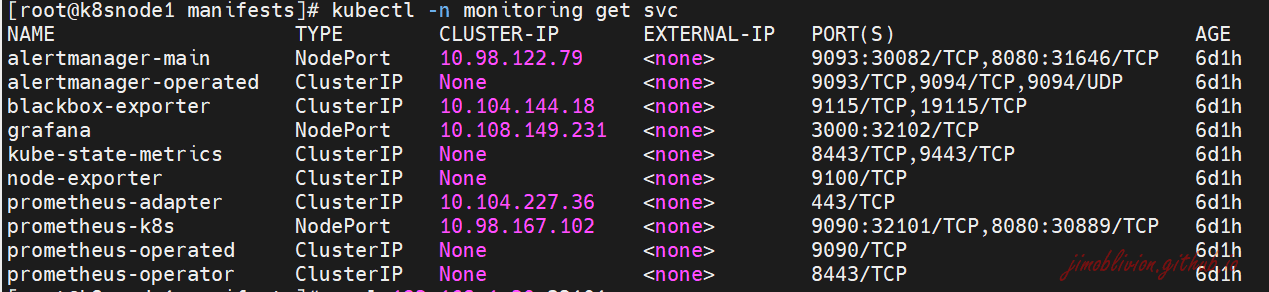 [root@k8snode1 manifests]# kubectl -n monitoring get svc
NAME TYPE CLUSTER-IP EXTERNAL-IP PORT(S) AGE
alertmanager-main NodePort 10.98.122.79 <none> 9093:30082/TCP,8080:31646/TCP 6d1h
alertmanager-operated ClusterIP None <none> 9093/TCP,9094/TCP,9094/UDP 6d1h
blackbox-exporter ClusterIP 10.104.144.18 <none> 9115/TCP,19115/TCP 6d1h
grafana NodePort 10.108.149.231 <none> 3000:32102/TCP 6d1h
kube-state-metrics ClusterIP None <none> 8443/TCP,9443/TCP 6d1h
node-exporter ClusterIP None <none> 9100/TCP 6d1h
prometheus-adapter ClusterIP 10.104.227.36 <none> 443/TCP 6d1h
prometheus-k8s NodePort 10.98.167.102 <none> 9090:32101/TCP,8080:30889/TCP 6d1h
prometheus-operated ClusterIP None <none> 9090/TCP 6d1h
prometheus-operator ClusterIP None <none> 8443/TCP 6d1h
jimoblivion.github.io